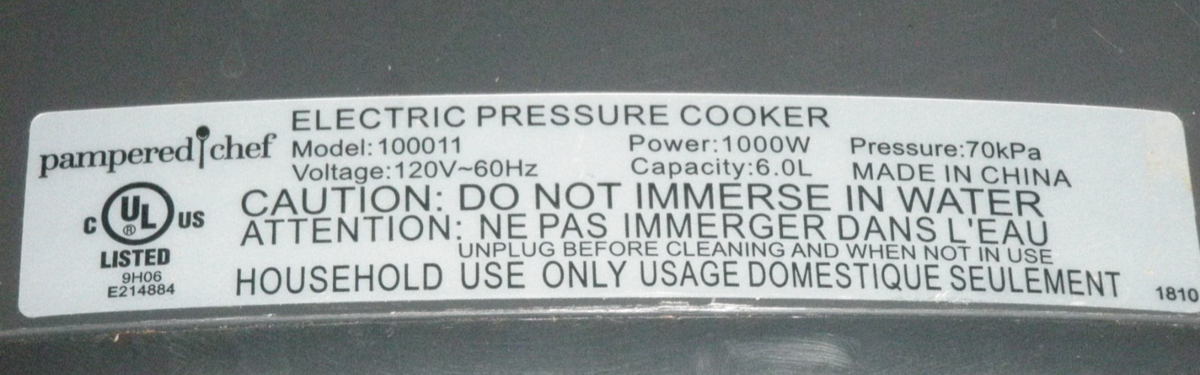 ELECTRIC PRESSURE COOKER
pampered chef
Model:100011 Power:1000W Pressure:70kPa
Voltage:120V~60Hz Capacity:6.0L MADE IN CHINA
CAUTION: DO NOT IMMERSE IN WATER
ATTENTION: NE PAS IMMERGER DANS L'EAU
UNPLUG BEFORE CLEANING AND WHEN NOT IN USE
HOUSEHOLD USE ONLY USAGE DOMESTIQUE SEULEMENT
C UL ® US
LISTED
9H06
E214884
1810